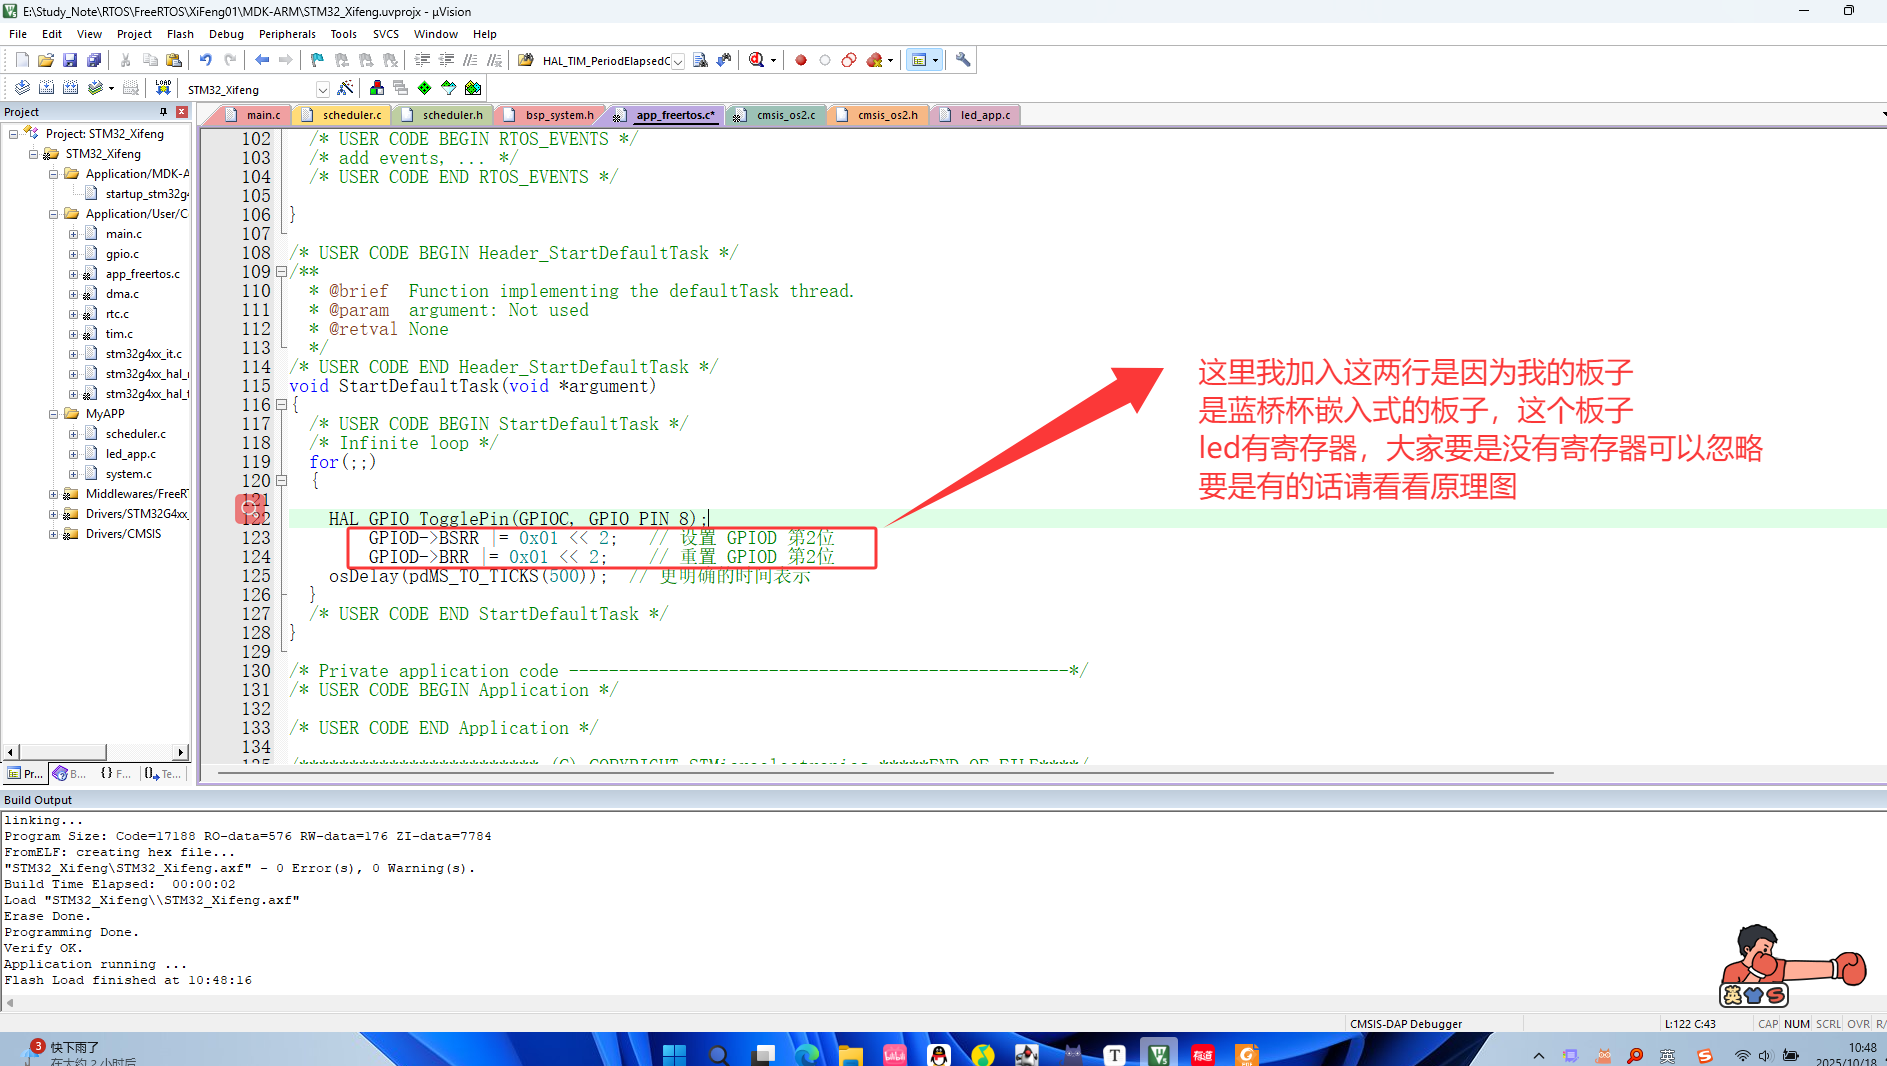 E:\Study_Note\RTOS\FreeRTOS\XiFeng01\MDK-ARM\STM32_Xifeng.uvprojx - µVision
File Edit View Project Flash Debug Peripherals Tools SVCS Window Help
HAL_TIM_PeriodElapsedC
LOAD
STM32_Xifeng
Project
main.c scheduler.c scheduler.h bsp_system.h app_freertos.c* cmsis_os2.c cmsis_os2.h led_app.c
Project: STM32_Xifeng
STM32_Xifeng
Application/MDK-A
startup_stm32g4
Application/User/C
main.c
gpio.c
app_freertos.c
dma.c
rtc.c
tim.c
stm32g4xx_it.c
stm32g4xx_hal_
stm32g4xx_hal_t
MyAPP
scheduler.c
led_app.c
system.c
Middlewares/FreeR
Drivers/STM32G4xx_
Drivers/CMSIS
Pr... B... {} F... Te...
102 /* USER CODE BEGIN RTOS_EVENTS */
103 /* add events, ... */
104 /* USER CODE END RTOS_EVENTS */
105
106 }
107
108 /* USER CODE BEGIN Header_StartDefaultTask */
109 /**
110 * @brief  Function implementing the defaultTask thread.
111 * @param  argument: Not used
112 * @retval None
113 */
114 /* USER CODE END Header_StartDefaultTask */
115 void StartDefaultTask(void *argument)
116 {
117 /* USER CODE BEGIN StartDefaultTask */
118 /* Infinite loop */
119 for(;;)
120 {
121
122 HAL_GPIO_TogglePin(GPIOC, GPIO_PIN_8);
123 GPIOD->BSRR |= 0x01 << 2;   // 设置 GPIOD 第2位
124 GPIOD->BRR |= 0x01 << 2;    // 重置 GPIOD 第2位
125 osDelay(pdMS_TO_TICKS(500));  // 更明确的时间表示
126 }
127 /* USER CODE END StartDefaultTask */
128 }
129
130 /* Private application code --------------------------------------------------*/
131 /* USER CODE BEGIN Application */
132
133 /* USER CODE END Application */
134
135 /************************ (C) COPYRIGHT STMicroelectronics *****END OF FILE****/
这里我加入这两行是因为我的板子
是蓝桥杯嵌入式的板子，这个板子
led有寄存器，大家要是没有寄存器可以忽略
要是有的话请看看原理图
Build Output
linking...
Program Size: Code=17188 RO-data=576 RW-data=176 ZI-data=7784
FromELF: creating hex file...
"STM32_Xifeng\STM32_Xifeng.axf" - 0 Error(s), 0 Warning(s).
Build Time Elapsed:  00:00:02
Load "STM32_Xifeng\\STM32_Xifeng.axf"
Erase Done.
Programming Done.
Verify OK.
Application running ...
Flash Load finished at 10:48:16
英 S
CMSIS-DAP Debugger L:122 C:43 CAP NUM SCRL OVR R/
3 快下雨了
在大约 2 小时后
T
有道
英
10:48
2025/10/18